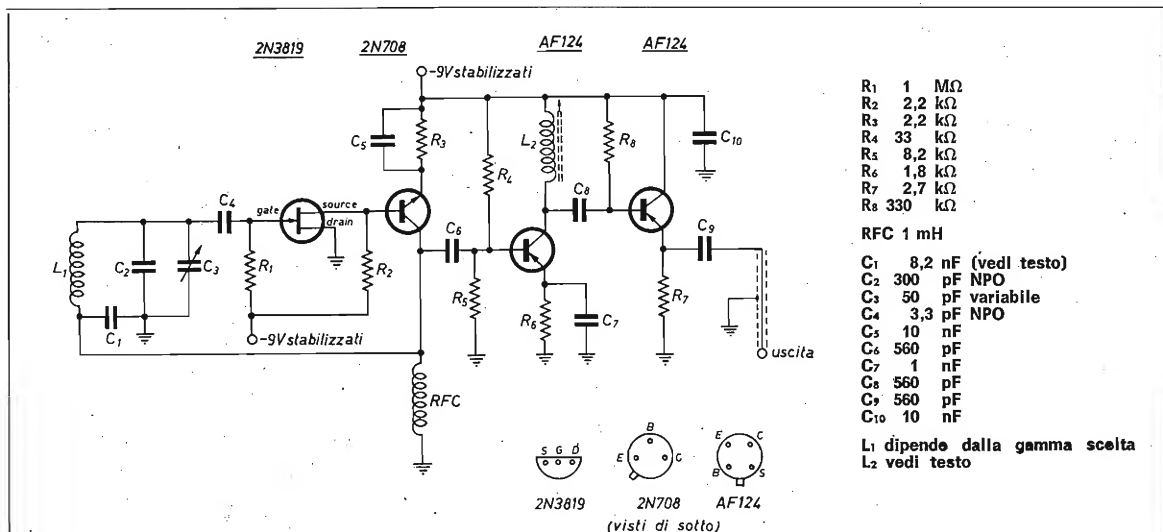 2N3819 2N708 AF124 AF124
-9Vstabilizzati
C5
R3
R4
L2
R8
C10
C4
gate
source
drain
C8
C6
C9
L1
C2
C3
R1
R2
R5
R6
C7
R7
C1
-9Vstabilizzati
uscita
RFC
S G D
2N3819
B
E C
2N708
E C
B S
AF124
(visti di sotto)
R1 1 MΩ
R2 2,2 kΩ
R3 2,2 kΩ
R4 33 kΩ
R5 8,2 kΩ
R6 1,8 kΩ
R7 2,7 kΩ
R8 330 kΩ
RFC 1 mH
C1 8,2 nF (vedi testo)
C2 300 pF NPO
C3 50 pF variabile
C4 3,3 pF NPO
C5 10 nF
C6 560 pF
C7 1 nF
C8 560 pF
C9 560 pF
C10 10 nF
L1 dipende dalla gamma scelta
L2 vedi testo